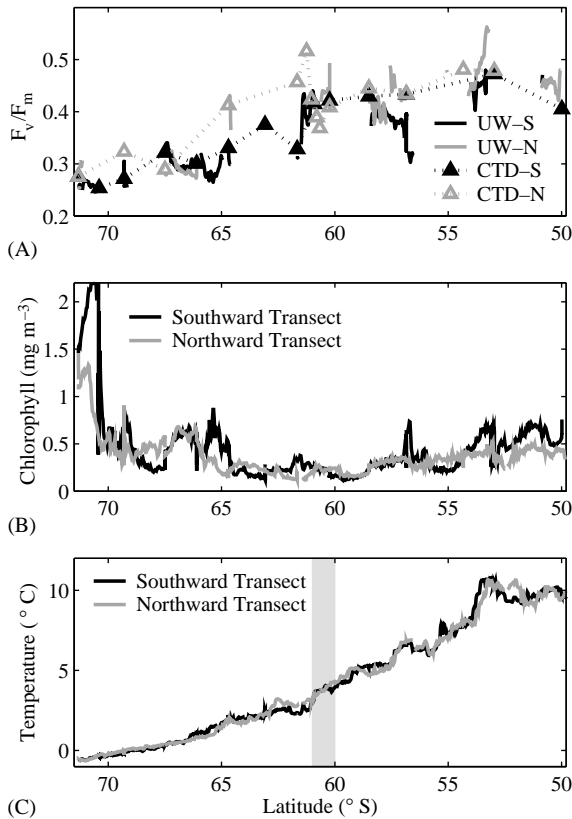 0.5
0.4
0.3
0.2
Fv/Fm
UW–S
UW–N
CTD–S
CTD–N
70 65 60 55 50
(A)
2
1.5
1
0.5
0
Chlorophyll (mg m⁻³)
Southward Transect
Northward Transect
70 65 60 55 50
(B)
10
5
0
Temperature ( ° C)
Southward Transect
Northward Transect
70 65 60 55 50
Latitude (° S)
(C)